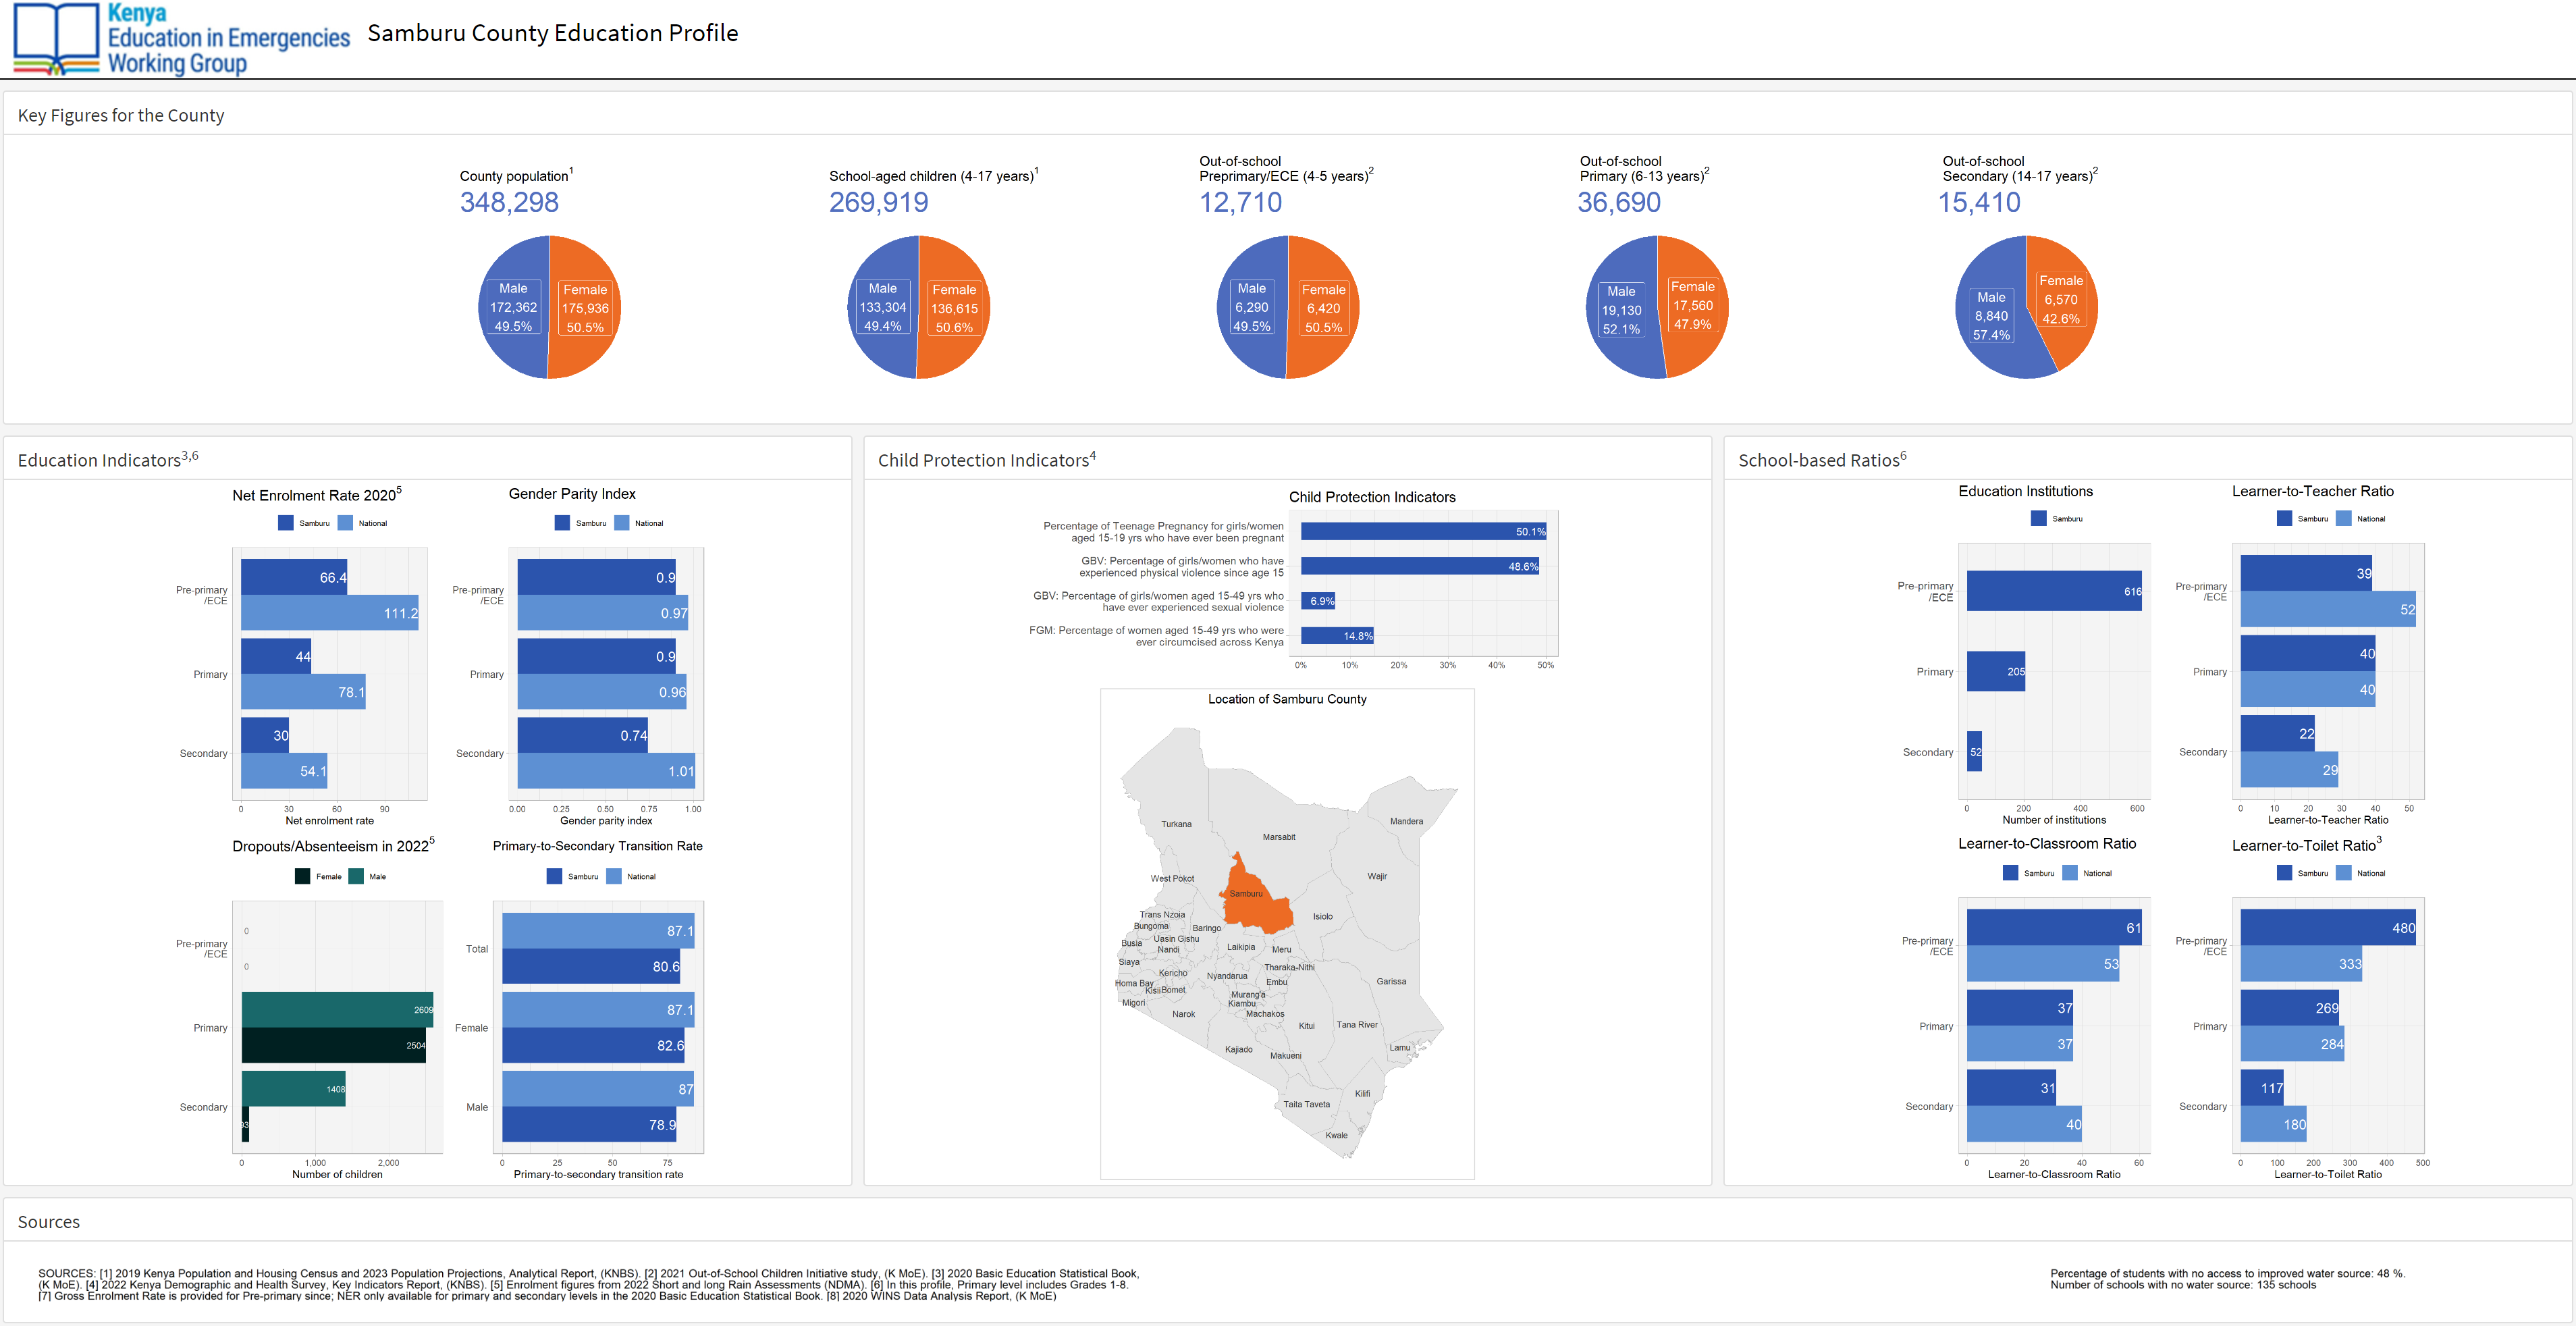 Kenya
Education in Emergencies
Working Group
Samburu County Education Profile
Key Figures for the County
County population1
348,298
Male
172,362
49.5%
Female
175,936
50.5%
School-aged children (4-17 years)1
269,919
Male
133,304
49.4%
Female
136,615
50.6%
Out-of-school
Preprimary/ECE (4-5 years)2
12,710
Male
6,290
49.5%
Female
6,420
50.5%
Out-of-school
Primary (6-13 years)2
36,690
Male
19,130
52.1%
Female
17,560
47.9%
Out-of-school
Secondary (14-17 years)2
15,410
Male
8,840
57.4%
Female
6,570
42.6%
Education Indicators3,6
Net Enrolment Rate 20205
Samburu National
Pre-primary
/ECE
66.4
111.2
Primary
44
78.1
Secondary
30
54.1
0 30 60 90
Net enrolment rate
Gender Parity Index
Samburu National
Pre-primary
/ECE
0.9
0.97
Primary
0.9
0.96
Secondary
0.74
1.01
0.00 0.25 0.50 0.75 1.00
Gender parity index
Dropouts/Absenteeism in 20225
Female Male
Pre-primary
/ECE
0
0
Primary
2609
2504
Secondary
1408
93
0 1,000 2,000
Number of children
Primary-to-Secondary Transition Rate
Samburu National
Total
87.1
80.6
Female
87.1
82.6
Male
87
78.9
0 25 50 75
Primary-to-secondary transition rate
Child Protection Indicators4
Child Protection Indicators
Percentage of Teenage Pregnancy for girls/women
aged 15-19 yrs who have ever been pregnant
50.1%
GBV: Percentage of girls/women who have
experienced physical violence since age 15
48.6%
GBV: Percentage of girls/women aged 15-49 yrs who
have ever experienced sexual violence
6.9%
FGM: Percentage of women aged 15-49 yrs who were
ever circumcised across Kenya
14.8%
0% 10% 20% 30% 40% 50%
Location of Samburu County
Turkana
Mandera
Marsabit
Wajir
West Pokot
Samburu
Trans Nzoia
Isiolo
Bungoma
Baringo
Uasin Gishu
Busia
Nandi
Laikipia
Meru
Siaya
Tharaka-Nithi
Kericho
Nyandarua
Embu
Garissa
Homa Bay
Kisii
Bomet
Murang'a
Kiambu
Migori
Narok
Machakos
Kitui
Tana River
Kajiado
Makueni
Lamu
Kilifi
Taita Taveta
Kwale
School-based Ratios6
Education Institutions
Samburu
Pre-primary
/ECE
616
Primary
205
Secondary
52
0 200 400 600
Number of institutions
Learner-to-Teacher Ratio
Samburu National
Pre-primary
/ECE
39
52
Primary
40
40
Secondary
22
29
0 10 20 30 40 50
Learner-to-Teacher Ratio
Learner-to-Classroom Ratio
Samburu National
Pre-primary
/ECE
61
53
Primary
37
37
Secondary
31
40
0 20 40 60
Learner-to-Classroom Ratio
Learner-to-Toilet Ratio3
Samburu National
Pre-primary
/ECE
480
333
Primary
269
284
Secondary
117
180
0 100 200 300 400 500
Learner-to-Toilet Ratio
Sources
SOURCES: [1] 2019 Kenya Population and Housing Census and 2023 Population Projections, Analytical Report, (KNBS). [2] 2021 Out-of-School Children Initiative study, (K MoE). [3] 2020 Basic Education Statistical Book,
(K MoE). [4] 2022 Kenya Demographic and Health Survey, Key Indicators Report, (KNBS). [5] Enrolment figures from 2022 Short and long Rain Assessments (NDMA). [6] In this profile, Primary level includes Grades 1-8.
[7] Gross Enrolment Rate is provided for Pre-primary since; NER only available for primary and secondary levels in the 2020 Basic Education Statistical Book. [8] 2020 WINS Data Analysis Report, (K MoE)
Percentage of students with no access to improved water source: 48 %.
Number of schools with no water source: 135 schools